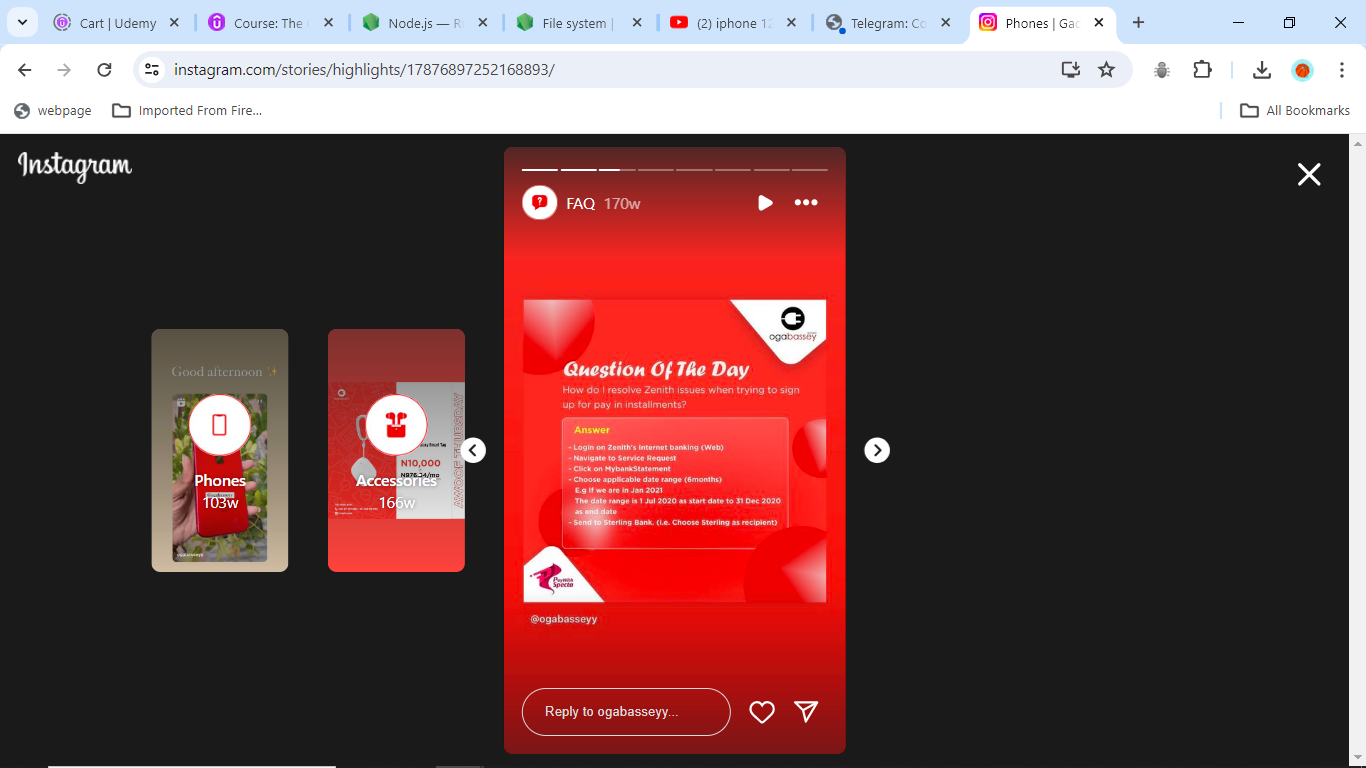 Cart | Udemy
Course: The
Node.js — R
File system |
(2) iphone 12
Telegram: Co
Phones | Gad
instagram.com/stories/highlights/17876897252168893/
webpage
Imported From Fire...
All Bookmarks
Instagram
FAQ 170w
ogabassey
Question Of The Day
How do I resolve Zenith issues when trying to sign
up for pay in installments?
Answer
- Login on Zenith's Internet banking (Web)
- Navigate to Service Request
- Click on MybankStatement
- Choose applicable date range (6months)
E.g If we are in Jan 2021
The date range is 1 Jul 2020 as start date to 31 Dec 2020
as end date
- Send to Sterling Bank. (i.e. Choose Sterling as recipient)
Specta
@ogabasseyy
Reply to ogabasseyy...
Good afternoon ✨
Phones
103w
ogabasseyy
N10,000
Accessories
166w
AWOOF THURSDAY